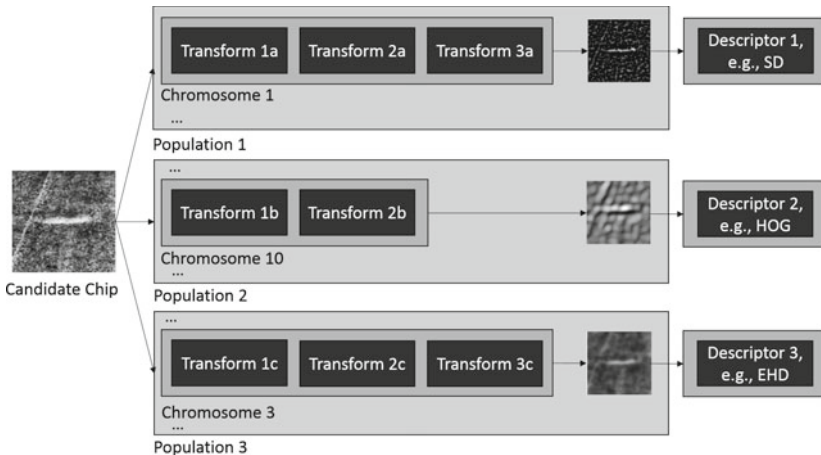 Transform 1a Transform 2a Transform 3a
Descriptor 1,
e.g., SD
Chromosome 1
...
Population 1
...
Transform 1b Transform 2b
Descriptor 2,
e.g., HOG
Chromosome 10
...
Candidate Chip
Population 2
...
Transform 1c Transform 2c Transform 3c
Descriptor 3,
e.g., EHD
Chromosome 3
...
Population 3